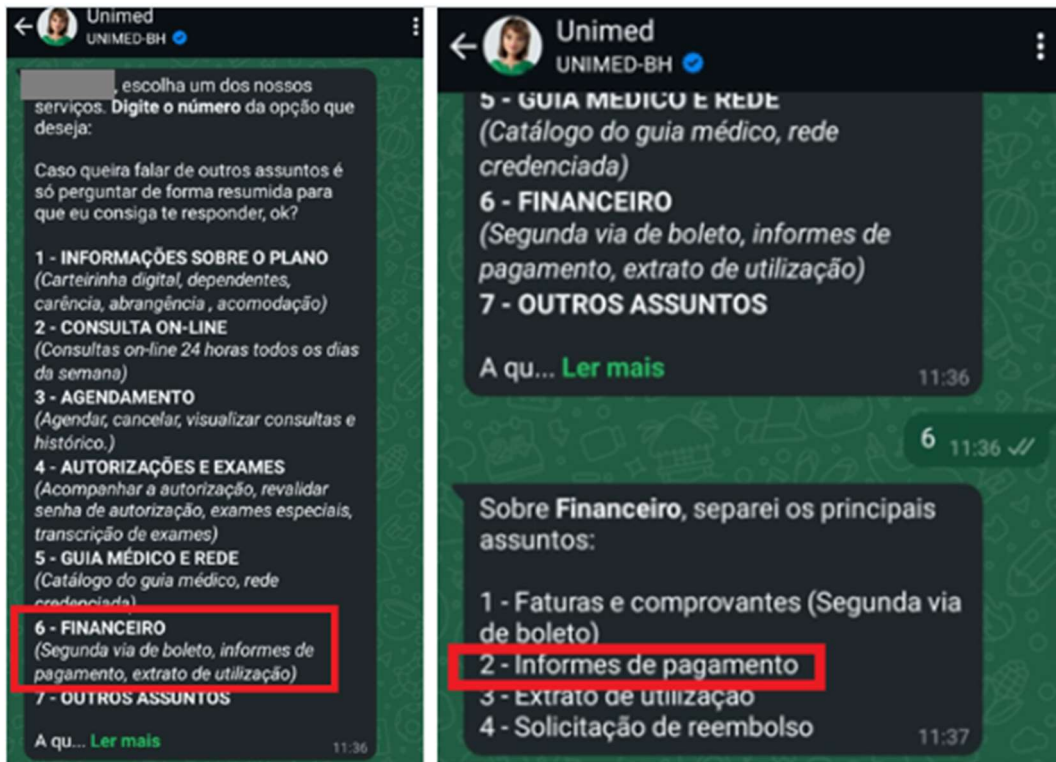 Unimed
UNIMED-BH
, escolha um dos nossos
serviços. Digite o número da opção que
deseja:
Caso queira falar de outros assuntos é
só perguntar de forma resumida para
que eu consiga te responder, ok?
1 - INFORMAÇÕES SOBRE O PLANO
(Carteirinha digital, dependentes,
carência, abrangência , acomodação)
2 - CONSULTA ON-LINE
(Consultas on-line 24 horas todos os dias
da semana)
3 - AGENDAMENTO
(Agendar, cancelar, visualizar consultas e
histórico.)
4 - AUTORIZAÇÕES E EXAMES
(Acompanhar a autorização, revalidar
senha de autorização, exames especiais,
transcrição de exames)
5 - GUIA MÉDICO E REDE
(Catálogo do guia médico, rede
credenciada)
6 - FINANCEIRO
(Segunda via de boleto, informes de
pagamento, extrato de utilização)
7 - OUTROS ASSUNTOS
A qu... Ler mais
11:36
Unimed
UNIMED-BH
5 - GUIA MÉDICO E REDE
(Catálogo do guia médico, rede
credenciada)
6 - FINANCEIRO
(Segunda via de boleto, informes de
pagamento, extrato de utilização)
7 - OUTROS ASSUNTOS
A qu... Ler mais
11:36
6 11:36
Sobre Financeiro, separei os principais
assuntos:
1 - Faturas e comprovantes (Segunda via
de boleto)
2 - Informes de pagamento
3 - Extrato de utilização
4 - Solicitação de reembolso
11:37